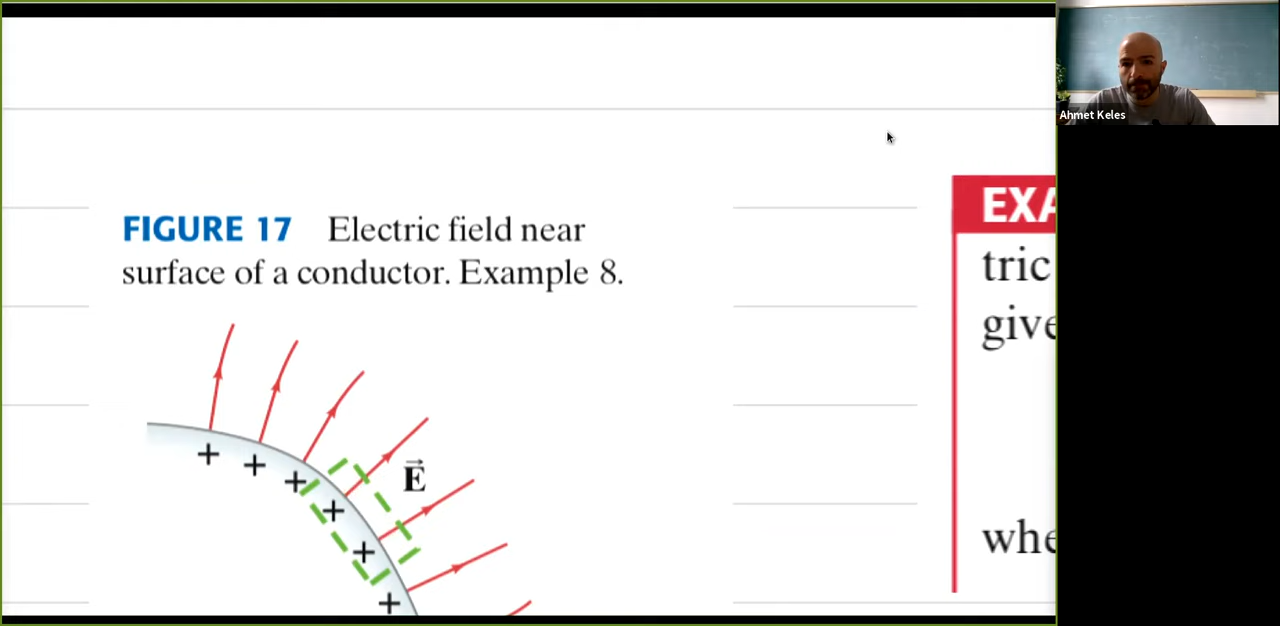 Ahmet Keles
FIGURE 17 Electric field near
surface of a conductor. Example 8.
+ + + + + +
E
EXA
tric
give
whe